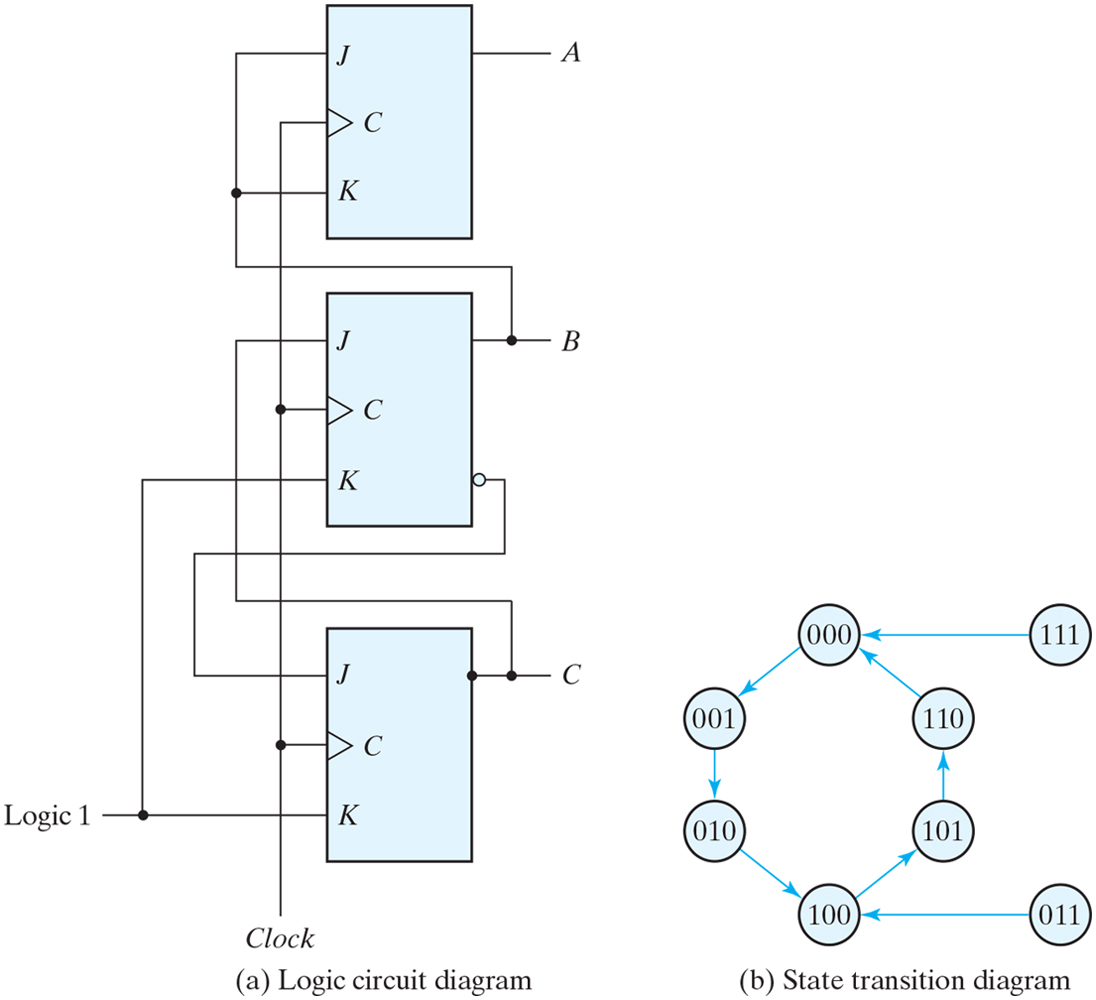 J
A
C
K
J
B
C
K
J
C
C
K
Logic 1
Clock
(a) Logic circuit diagram
000
111
001
110
010
101
100
011
(b) State transition diagram